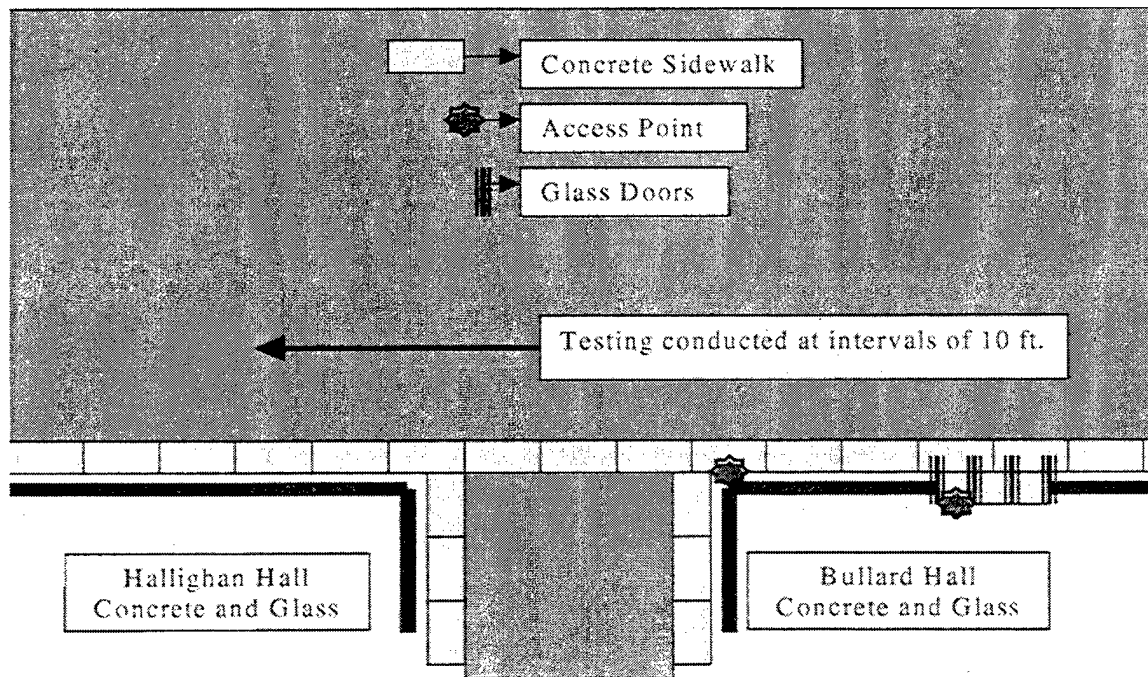 Concrete Sidewalk
Access Point
Glass Doors
Testing conducted at intervals of 10 ft.
Hallighan Hall
Concrete and Glass
Bullard Hall
Concrete and Glass